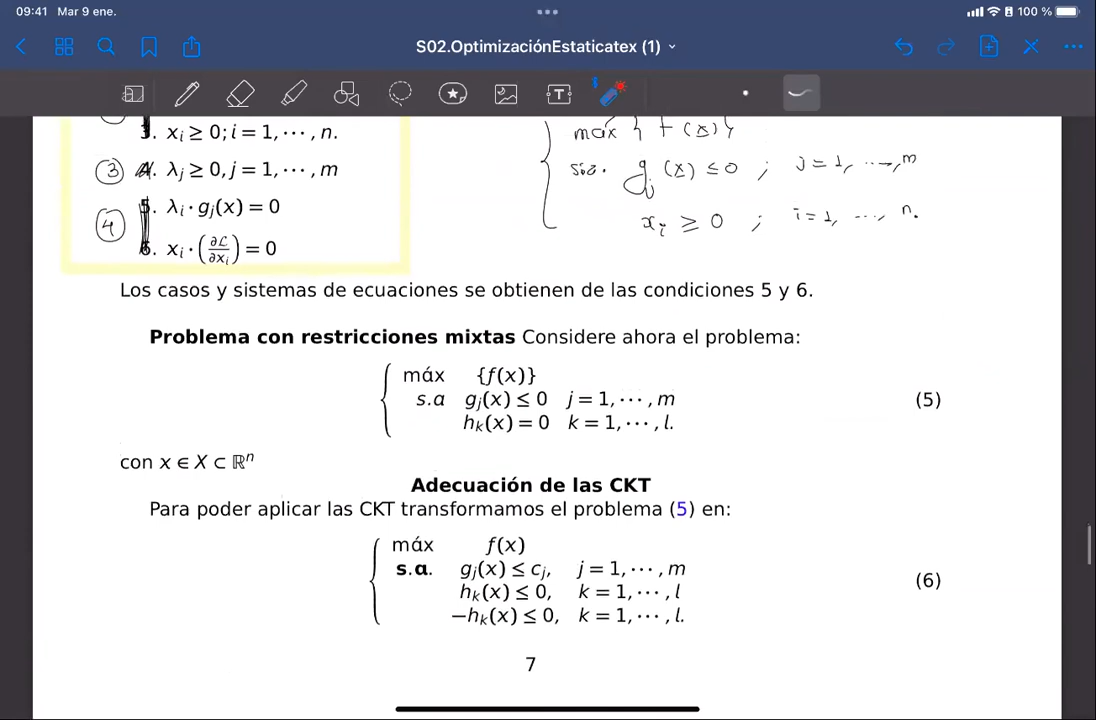 09:41 Mar 9 ene.
100 %
S02.OptimizaciónEstaticatex (1)
3. xᵢ ≥ 0; i = 1, ⋯, n.
(3) 4. λⱼ ≥ 0, j = 1, ⋯, m
(4) 5. λᵢ · gⱼ(x) = 0
6. xᵢ · (∂ℒ/∂xᵢ) = 0
máx { f(x) }
s.a. gⱼ(x) ≤ 0 ; j = 1, ..., m
xᵢ ≥ 0 ; i = 1, ..., n.
Los casos y sistemas de ecuaciones se obtienen de las condiciones 5 y 6.
Problema con restricciones mixtas Considere ahora el problema:
máx {f(x)}
s.a gⱼ(x) ≤ 0 j = 1, ⋯, m
hₖ(x) = 0 k = 1, ⋯, l.
(5)
con x ∈ X ⊂ ℝⁿ
Adecuación de las CKT
Para poder aplicar las CKT transformamos el problema (5) en:
máx f(x)
s.a. gⱼ(x) ≤ cⱼ, j = 1, ⋯, m
hₖ(x) ≤ 0, k = 1, ⋯, l
−hₖ(x) ≤ 0, k = 1, ⋯, l.
(6)
7